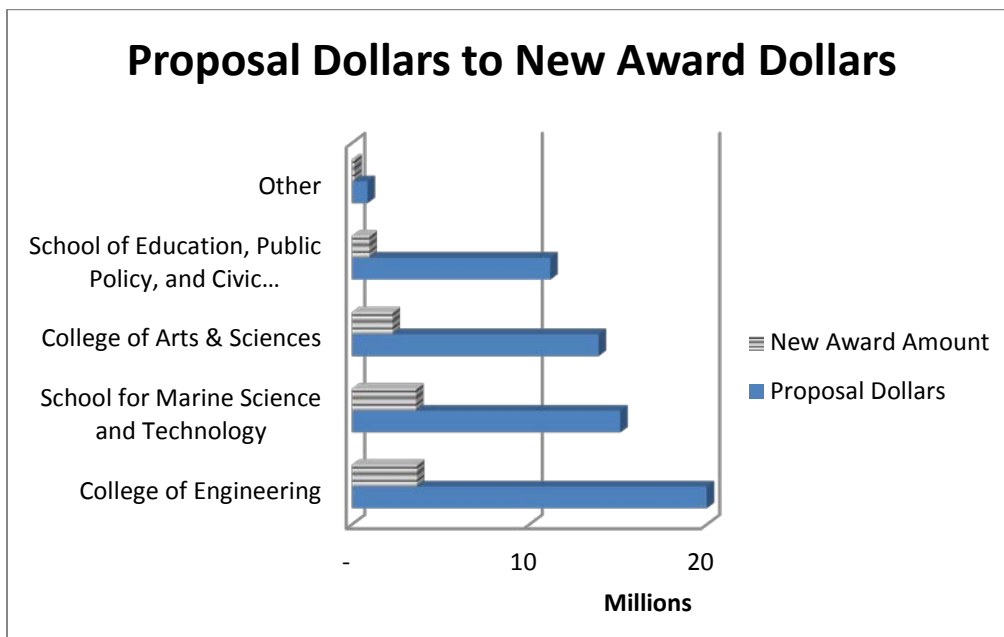 Proposal Dollars to New Award Dollars
Other
School of Education, Public
Policy, and Civic...
College of Arts & Sciences
School for Marine Science
and Technology
College of Engineering
New Award Amount
Proposal Dollars
- 10 20
Millions